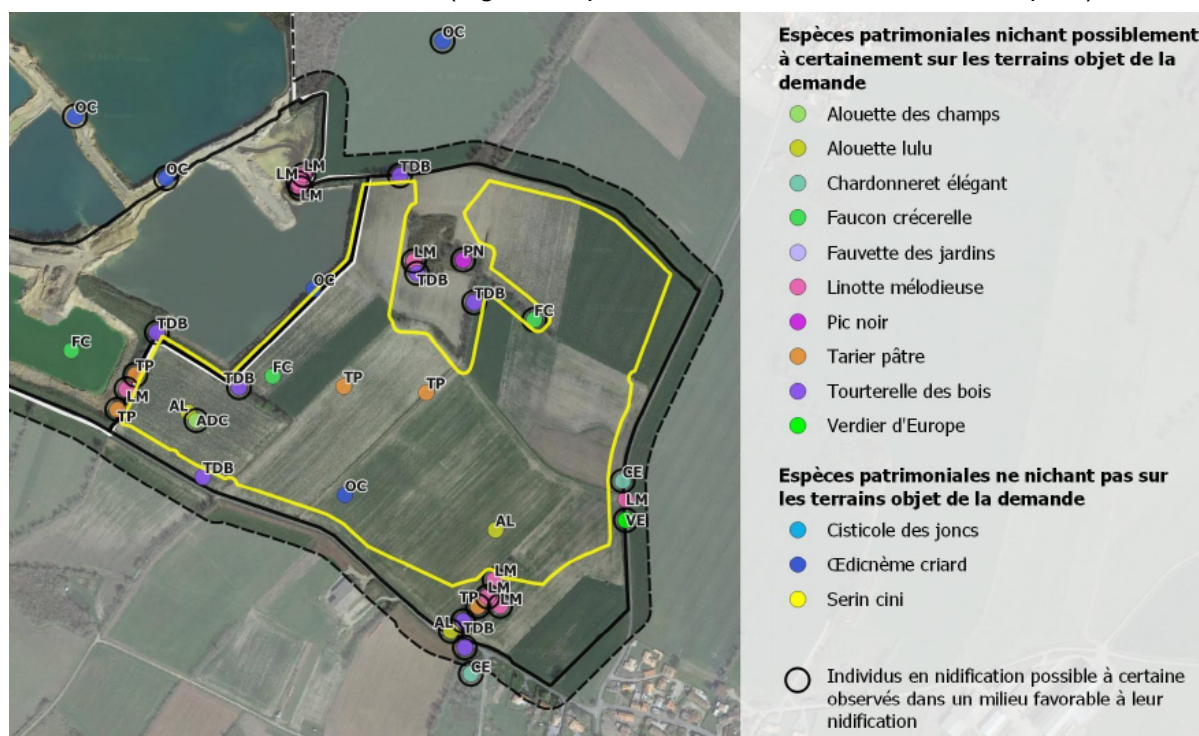 Espèces patrimoniales nichant possiblement
à certainement sur les terrains objet de la
demande
Alouette des champs
Alouette lulu
Chardonneret élégant
Faucon crécerelle
Fauvette des jardins
Linotte mélodieuse
Pic noir
Tarier pâtre
Tourterelle des bois
Verdier d'Europe
Espèces patrimoniales ne nichant pas sur
les terrains objet de la demande
Cisticole des joncs
Œdicnème criard
Serin cini
Individus en nidification possible à certaine
observés dans un milieu favorable à leur
nidification
OC
OC
OC
LM
LM
LM
TDB
LM
TDB
PN
OC
TDB
FC
TDB
FC
TP
LM
TP
TDB
FC
TP
TP
AL
ADC
TDB
OC
AL
CE
LM
VE
LM
LM
LM
TP
AL
TDB
CE